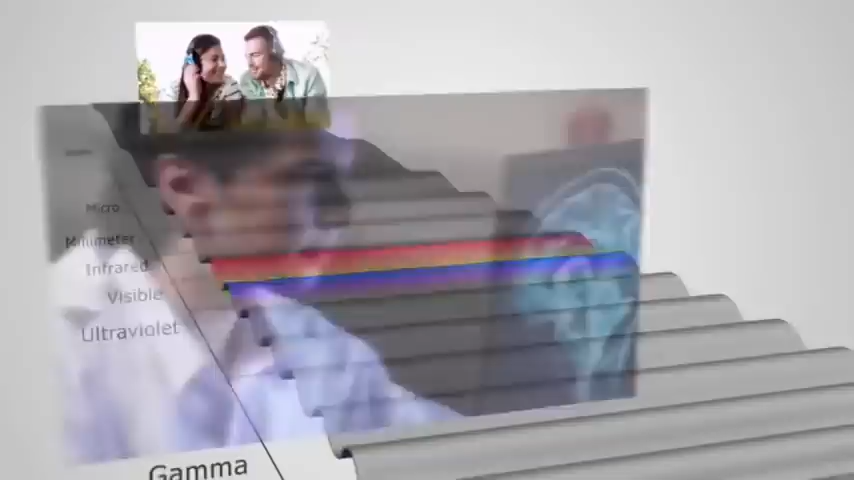 Micro
Millimeter
Infrared
Visible
Ultraviolet
Gamma